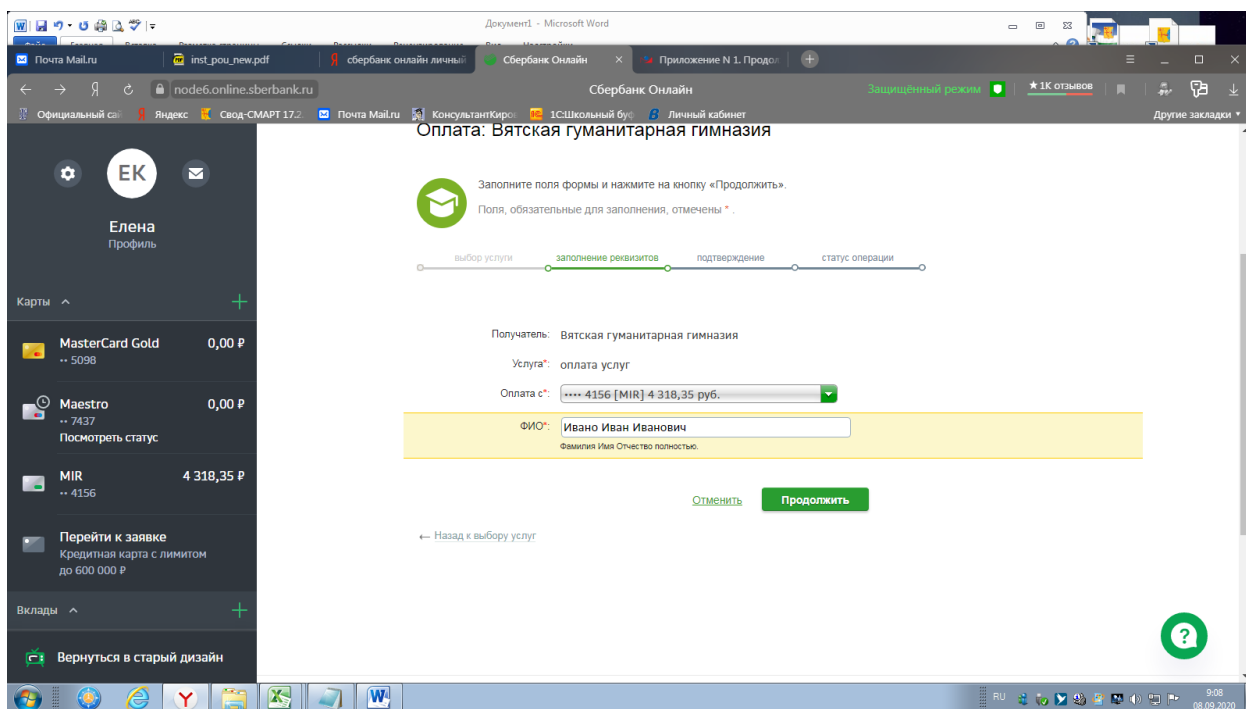 Документ1 - Microsoft Word
Почта Mail.ru
inst_pou_new.pdf
сбербанк онлайн личный
Сбербанк Онлайн
Приложение N 1. Продол
node6.online.sberbank.ru
Сбербанк Онлайн
Защищённый режим
★ 1К отзывов
Официальный сай
Яндекс
Свод-СМАРТ 17.2.
Почта Mail.ru
КонсультантКиро
1С:Школьный буф
Личный кабинет
Другие закладки
Оплата: Вятская гуманитарная гимназия
ЕК
Елена
Профиль
Карты
MasterCard Gold 0,00 ₽
•• 5098
Maestro 0,00 ₽
•• 7437
Посмотреть статус
MIR 4 318,35 ₽
•• 4156
Перейти к заявке
Кредитная карта с лимитом
до 600 000 ₽
Вклады
Вернуться в старый дизайн
Заполните поля формы и нажмите на кнопку «Продолжить».
Поля, обязательные для заполнения, отмечены * .
выбор услуги
заполнение реквизитов
подтверждение
статус операции
Получатель: Вятская гуманитарная гимназия
Услуга*: оплата услуг
Оплата с*: •••• 4156 [MIR] 4 318,35 руб.
ФИО*: Ивано Иван Иванович
Фамилия Имя Отчество полностью.
Отменить
Продолжить
← Назад к выбору услуг
RU
9:08
08.09.2020